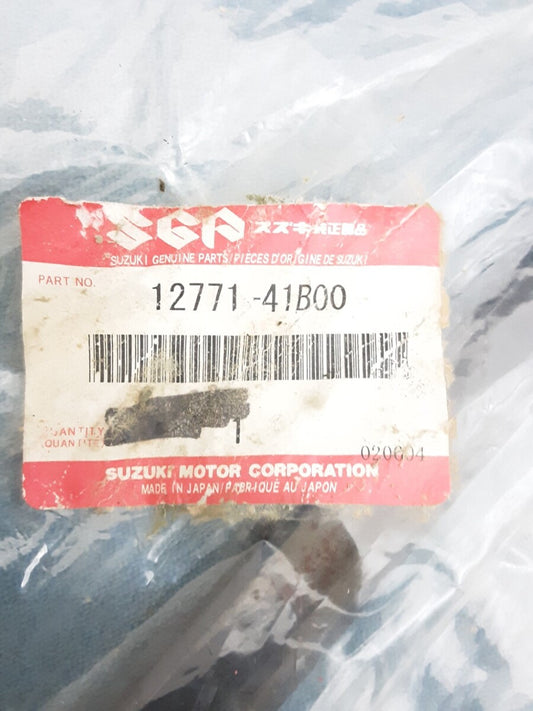 SGP スズキ純正部品
SUZUKI GENUINE PARTS/PIÈCES D'ORIGINE DE SUZUKI
PART NO.
12771-41B00
QUANTITY
QUANTITE
1
020604
SUZUKI MOTOR CORPORATION
MADE IN JAPAN/FABRIQUÉ AU JAPON